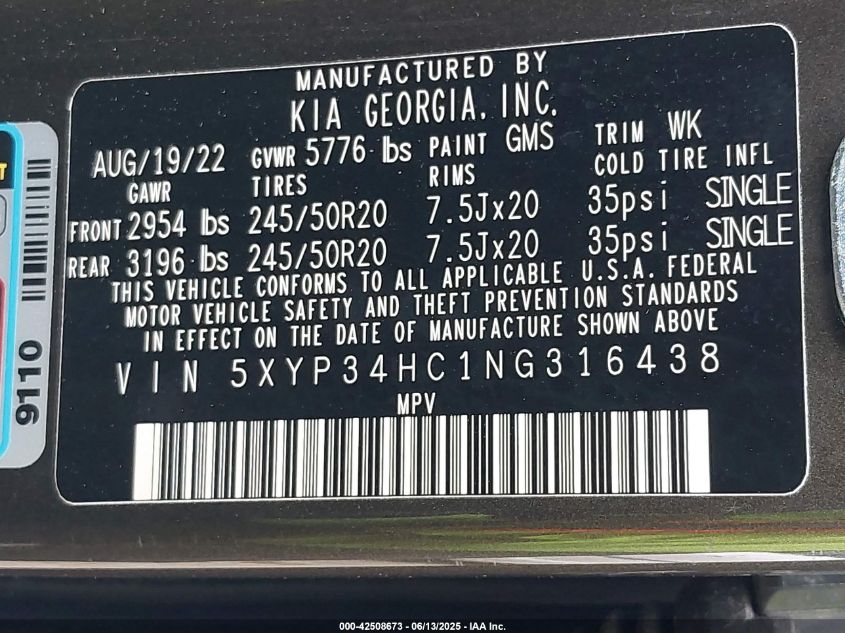 MANUFACTURED BY
KIA GEORGIA, INC.
AUG/19/22 GVWR 5776 lbs PAINT GMS TRIM WK
GAWR TIRES RIMS COLD TIRE INFL
FRONT 2954 lbs 245/50R20 7.5Jx20 35psi SINGLE
REAR 3196 lbs 245/50R20 7.5Jx20 35psi SINGLE
THIS VEHICLE CONFORMS TO ALL APPLICABLE U.S.A. FEDERAL
MOTOR VEHICLE SAFETY AND THEFT PREVENTION STANDARDS
IN EFFECT ON THE DATE OF MANUFACTURE SHOWN ABOVE
VIN 5XYP34HC1NG316438
MPV
9110
000-42508673 - 06/13/2025 - IAA Inc.